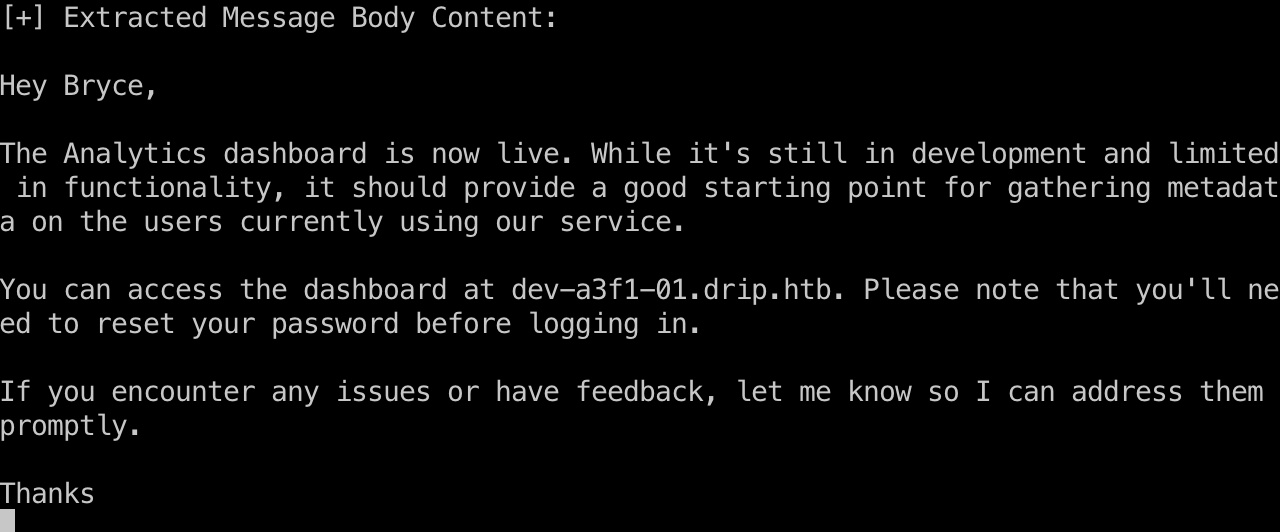 [+] Extracted Message Body Content:
Hey Bryce,
The Analytics dashboard is now live. While it's still in development and limited
 in functionality, it should provide a good starting point for gathering metadat
a on the users currently using our service.
You can access the dashboard at dev-a3f1-01.drip.htb. Please note that you'll ne
ed to reset your password before logging in.
If you encounter any issues or have feedback, let me know so I can address them
promptly.
Thanks